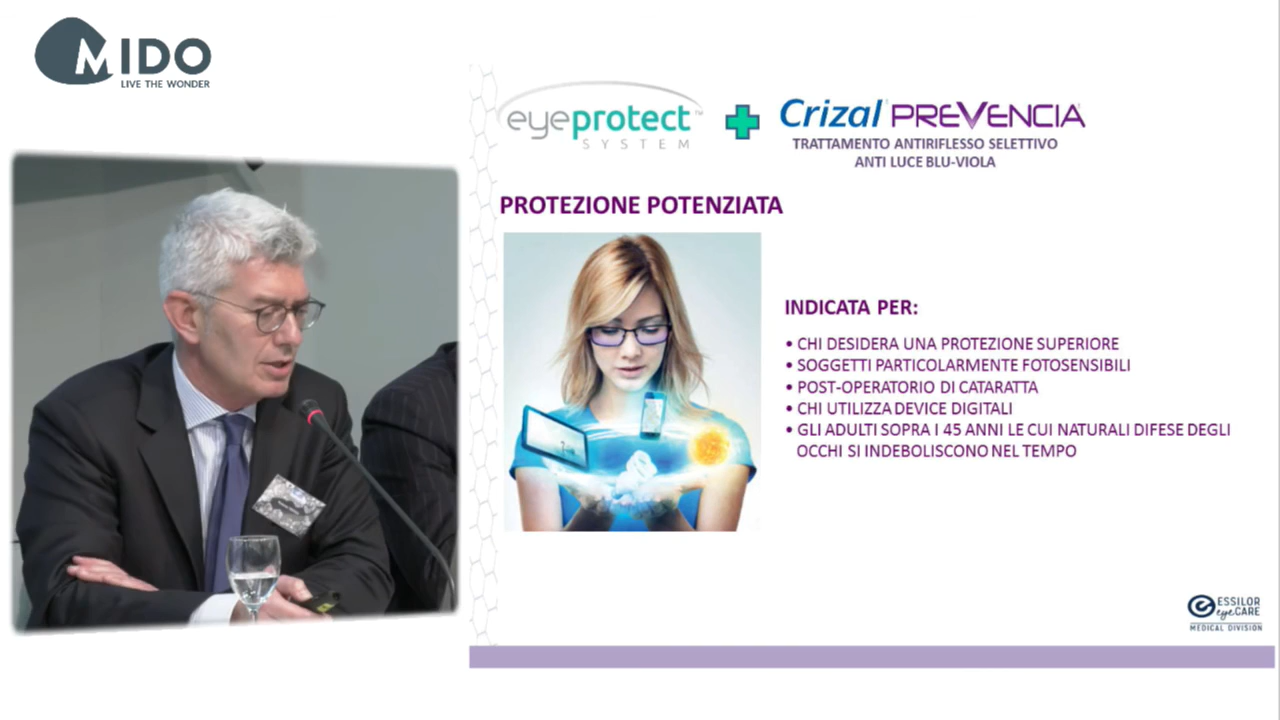 MIDO
LIVE THE WONDER
eyeprotect™
SYSTEM
Crizal® PREVENCIA®
TRATTAMENTO ANTIRIFLESSO SELETTIVO
ANTI LUCE BLU-VIOLA
PROTEZIONE POTENZIATA
INDICATA PER:
• CHI DESIDERA UNA PROTEZIONE SUPERIORE
• SOGGETTI PARTICOLARMENTE FOTOSENSIBILI
• POST-OPERATORIO DI CATARATTA
• CHI UTILIZZA DEVICE DIGITALI
• GLI ADULTI SOPRA I 45 ANNI LE CUI NATURALI DIFESE DEGLI
OCCHI SI INDEBOLISCONO NEL TEMPO
ESSILOR
eyeCARE
MEDICAL DIVISION